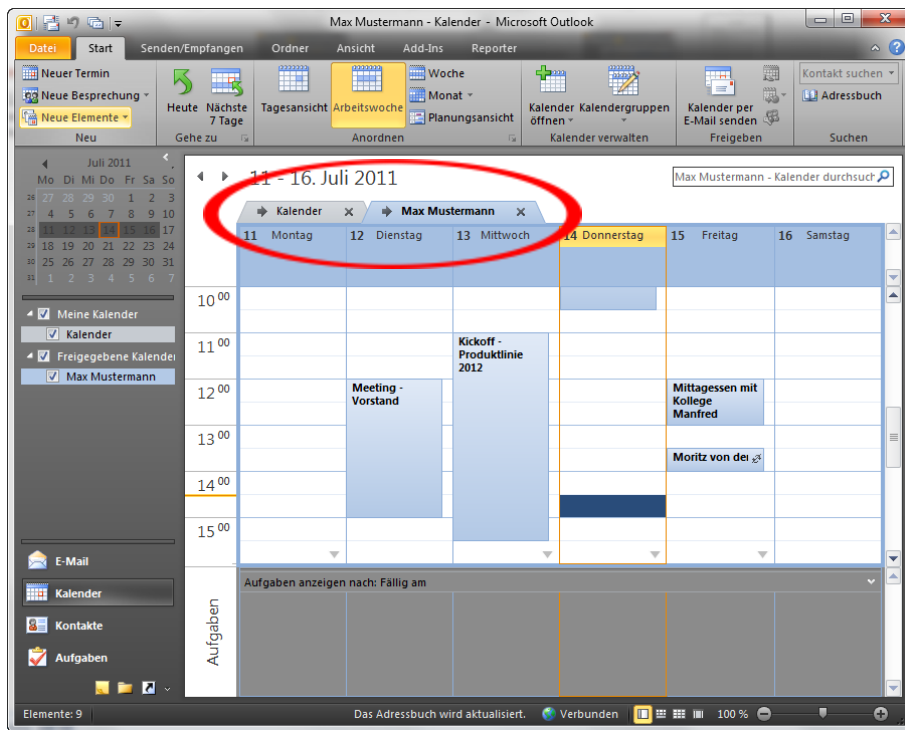 Max Mustermann - Kalender - Microsoft Outlook
Datei Start Senden/Empfangen Ordner Ansicht Add-Ins Reporter
Neuer Termin
Neue Besprechung
Neue Elemente
Neu
Heute
Nächste
7 Tage
Gehe zu
Tagesansicht
Arbeitswoche
Woche
Monat
Planungsansicht
Anordnen
Kalender
öffnen
Kalendergruppen
Kalender verwalten
Kalender per
E-Mail senden
Freigeben
Kontakt suchen
Adressbuch
Suchen
Juli 2011
Mo Di Mi Do Fr Sa So
26 27 28 29 30 1 2 3
27 4 5 6 7 8 9 10
28 11 12 13 14 15 16 17
29 18 19 20 21 22 23 24
30 25 26 27 28 29 30 31
31 1 2 3 4 5 6 7
Meine Kalender
Kalender
Freigegebene Kalender
Max Mustermann
E-Mail
Kalender
Kontakte
Aufgaben
11 - 16. Juli 2011
Max Mustermann - Kalender durchsuch
Kalender
Max Mustermann
11 Montag
12 Dienstag
13 Mittwoch
14 Donnerstag
15 Freitag
16 Samstag
10 00
11 00
12 00
13 00
14 00
15 00
Meeting -
Vorstand
Kickoff -
Produktlinie
2012
Mittagessen mit
Kollege
Manfred
Moritz von der
Aufgaben anzeigen nach: Fällig am
Aufgaben
Elemente: 9
Das Adressbuch wird aktualisiert.
Verbunden
100 %